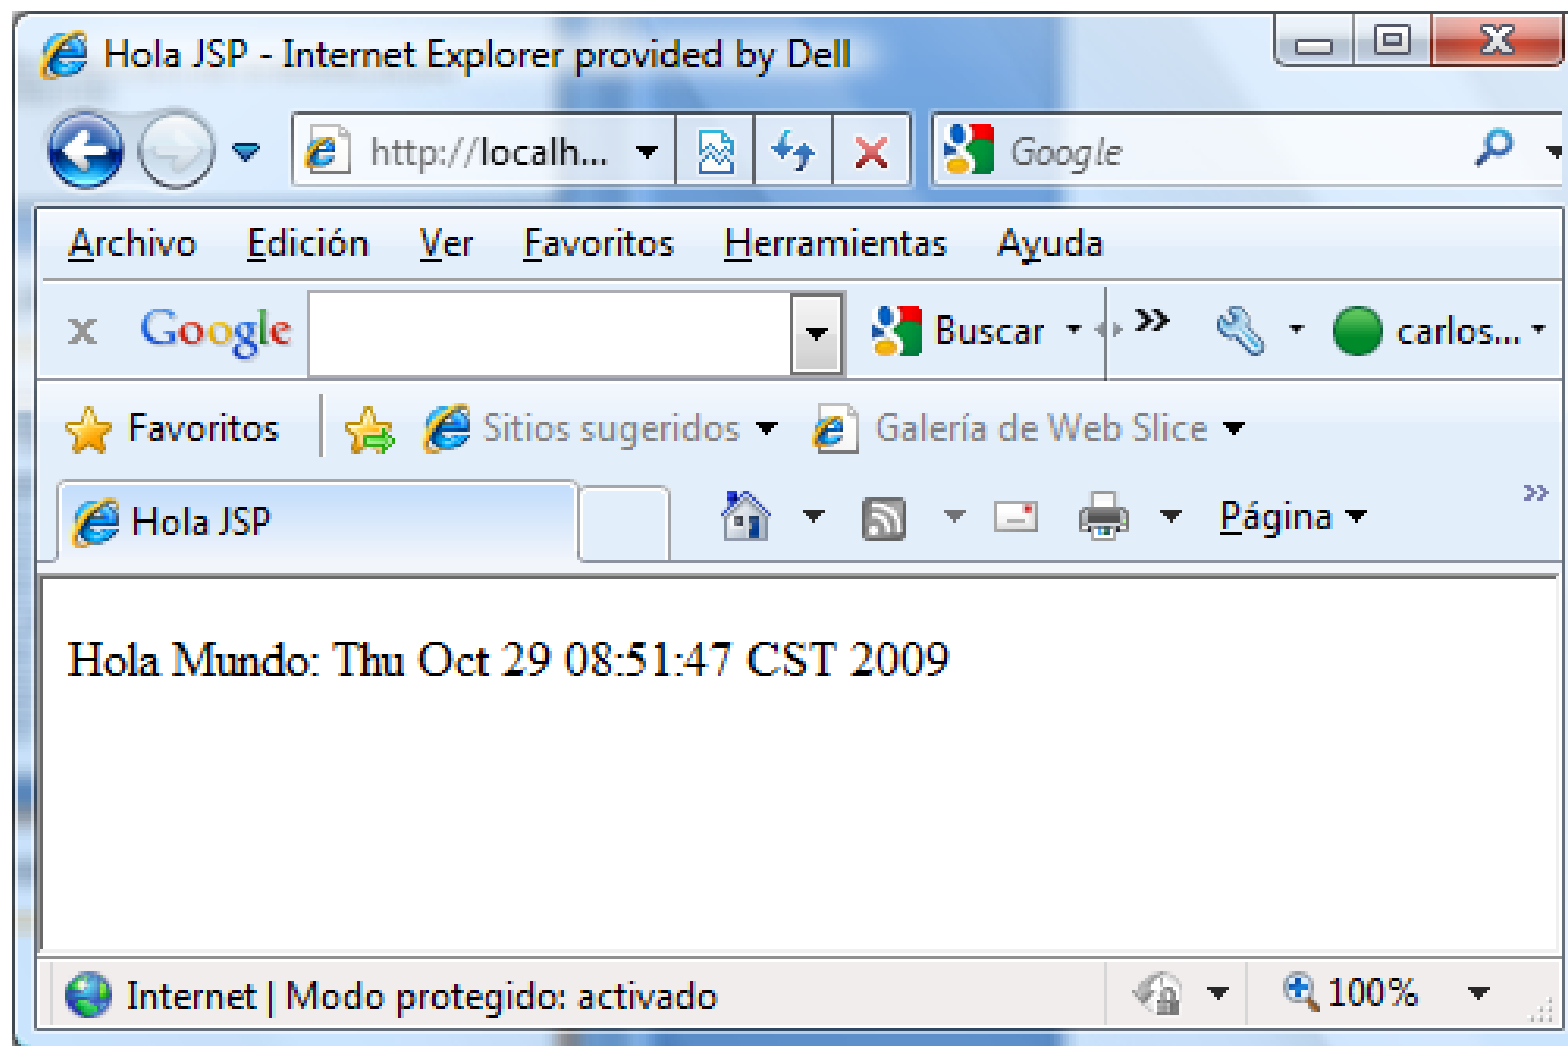 Hola JSP - Internet Explorer provided by Dell
http://localh... Google
Archivo Edición Ver Favoritos Herramientas Ayuda
x Google Buscar » carlos...
Favoritos Sitios sugeridos Galería de Web Slice
Hola JSP Página »
Hola Mundo: Thu Oct 29 08:51:47 CST 2009
Internet | Modo protegido: activado 100%